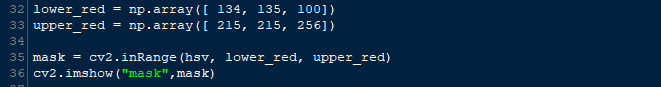 32 lower_red = np.array([ 134, 135, 100])
33 upper_red = np.array([ 215, 215, 256])
34
35 mask = cv2.inRange(hsv, lower_red, upper_red)
36 cv2.imshow("mask",mask)